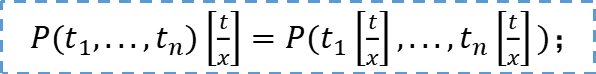 P(t₁,...,tₙ)[t/x] = P(t₁[t/x],...,tₙ[t/x])；